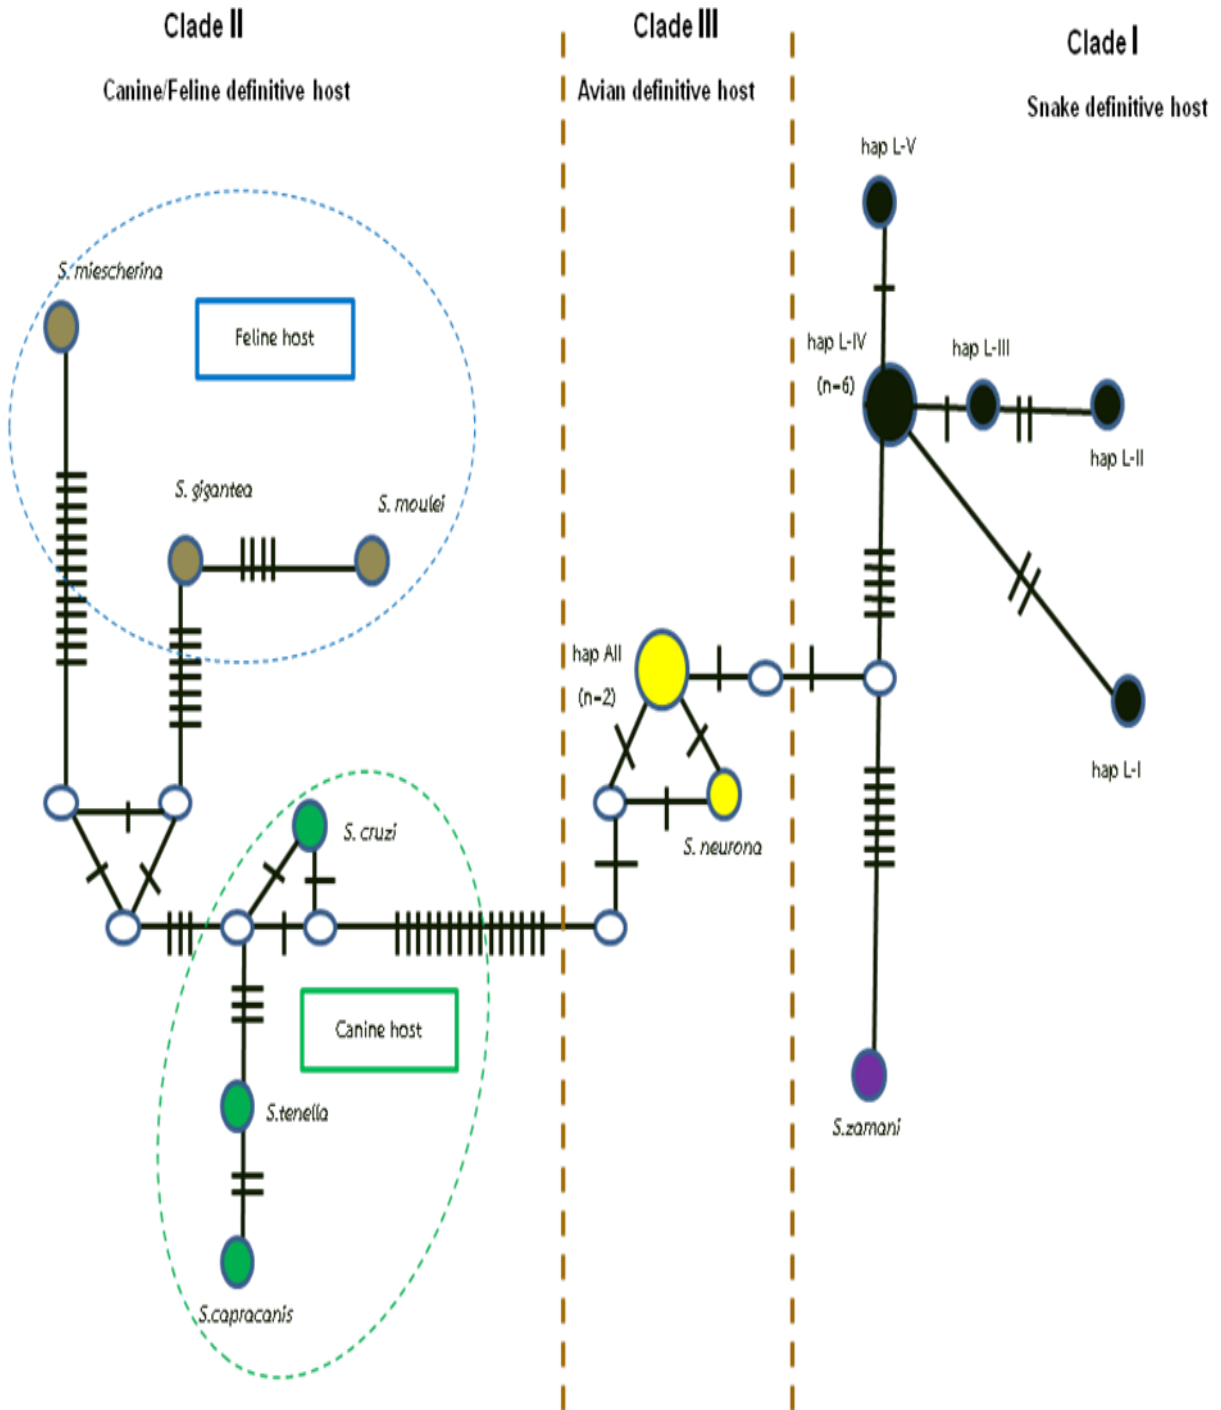 Clade II
Canine/Feline definitive host
Clade III
Avian definitive host
Clade I
Snake definitive host
hap L-V
S. miescherina
Feline host
hap L-IV
(n=6)
hap L-III
hap L-II
S. gigantea
S. moulei
hap AII
(n=2)
hap L-I
S. cruzi
S. neurona
Canine host
S.tenella
S.zamani
S.capracanis